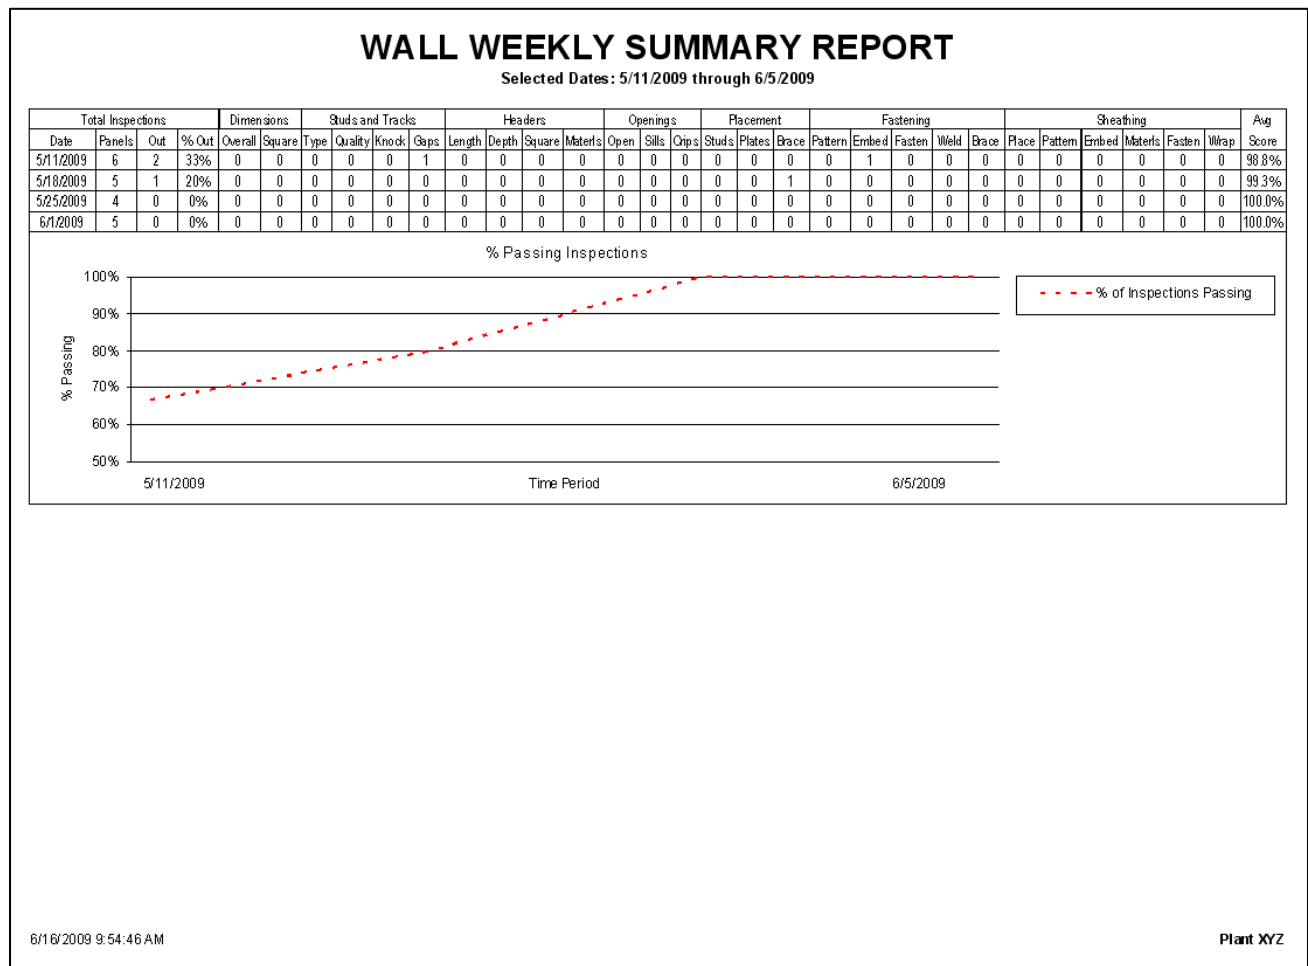 WALL WEEKLY SUMMARY REPORT
Selected Dates: 5/11/2009 through 6/5/2009
Total Inspections Dimensions Studs and Tracks Headers Openings Placement Fastening Sheathing Avg
Date Panels Out % Out Overall Square Type Quality Knock Gaps Length Depth Square Materls Open Sills Crips Studs Plates Brace Pattern Embed Fasten Weld Brace Place Pattern Embed Materls Fasten Wrap Score
5/11/2009 6 2 33% 0 0 0 0 0 1 0 0 0 0 0 0 0 0 0 0 0 1 0 0 0 0 0 0 0 0 0 98.8%
5/18/2009 5 1 20% 0 0 0 0 0 0 0 0 0 0 0 0 0 0 0 1 0 0 0 0 0 0 0 0 0 0 0 99.3%
5/25/2009 4 0 0% 0 0 0 0 0 0 0 0 0 0 0 0 0 0 0 0 0 0 0 0 0 0 0 0 0 0 0 100.0%
6/1/2009 5 0 0% 0 0 0 0 0 0 0 0 0 0 0 0 0 0 0 0 0 0 0 0 0 0 0 0 0 0 0 100.0%
% Passing Inspections
100%
90%
80%
70%
60%
50%
% Passing
% of Inspections Passing
5/11/2009 Time Period 6/5/2009
6/16/2009 9:54:46 AM Plant XYZ